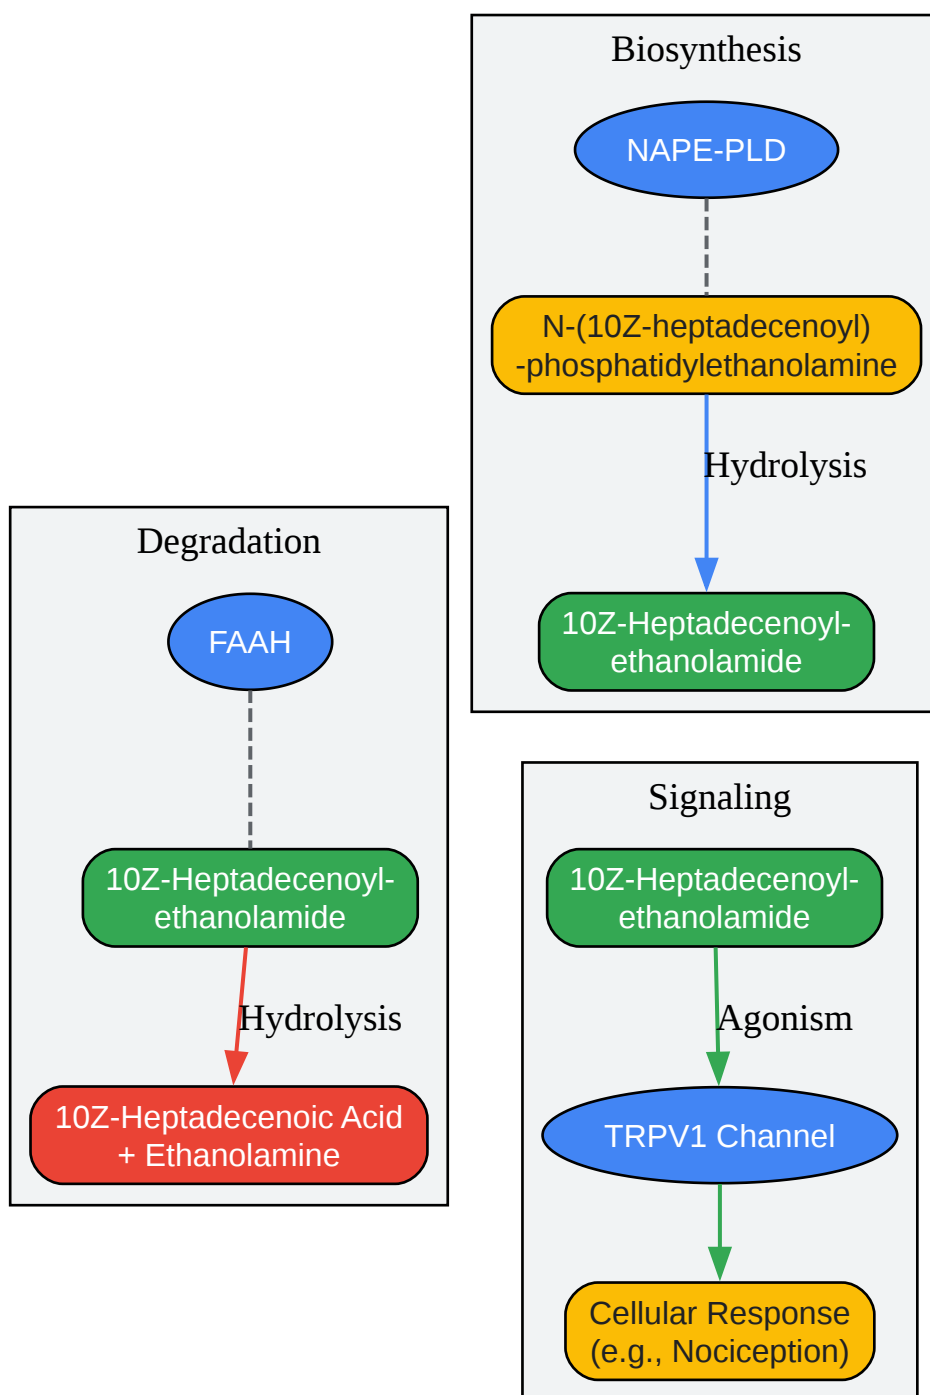 Biosynthesis
NAPE-PLD
N-(10Z-heptadecenoyl)
-phosphatidylethanolamine
Hydrolysis
10Z-Heptadecenoyl-
ethanolamide
Degradation
FAAH
10Z-Heptadecenoyl-
ethanolamide
Hydrolysis
10Z-Heptadecenoic Acid
+ Ethanolamine
Signaling
10Z-Heptadecenoyl-
ethanolamide
Agonism
TRPV1 Channel
Cellular Response
(e.g., Nociception)